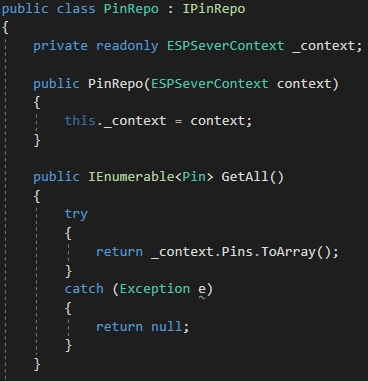 public class PinRepo : IPinRepo
{
    private readonly ESPSeverContext _context;
    public PinRepo(ESPSeverContext context)
    {
        this._context = context;
    }
    public IEnumerable<Pin> GetAll()
    {
        try
        {
            return _context.Pins.ToArray();
        }
        catch (Exception e)
        {
            return null;
        }
    }